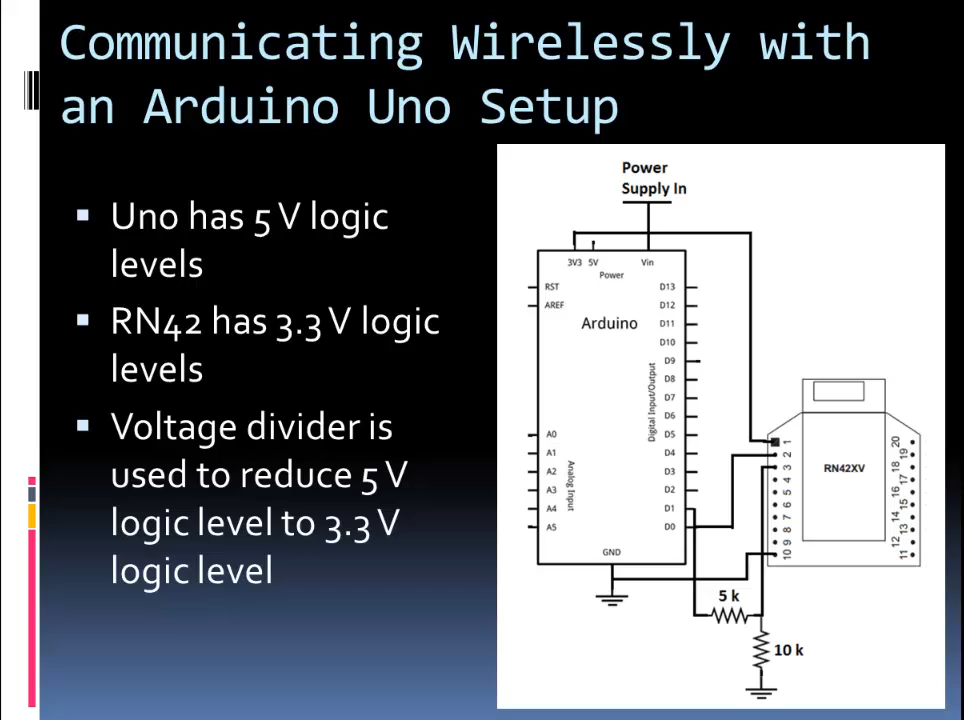 Communicating Wirelessly with
an Arduino Uno Setup
Uno has 5 V logic
levels
RN42 has 3.3 V logic
levels
Voltage divider is
used to reduce 5 V
logic level to 3.3 V
logic level
Power
Supply In
3V3 5V Vin
Power
RST
AREF
Arduino
D13
D12
D11
D10
D9
D8
D7
D6
D5
D4
D3
D2
D1
D0
Digital Input/Output
A0
A1
A2
A3
A4
A5
Analog Input
GND
RN42XV
1
2
3
4
5
6
7
8
9
10
20
19
18
17
16
15
14
13
12
11
5 k
10 k